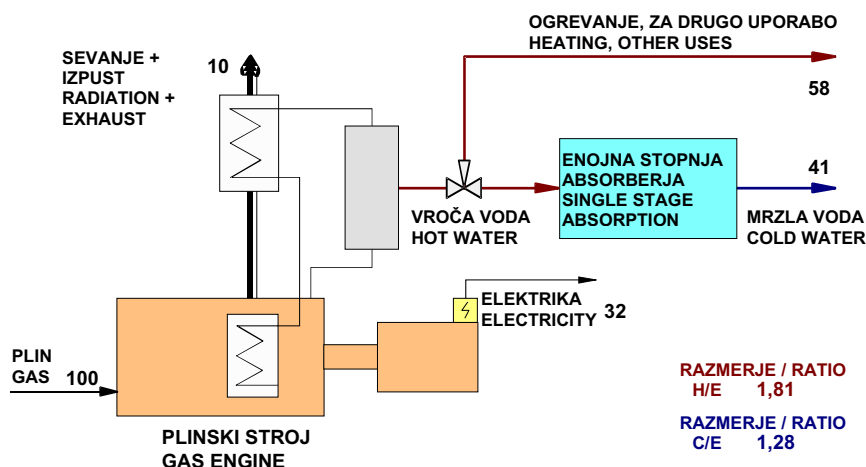 OGREVANJE, ZA DRUGO UPORABO
HEATING, OTHER USES
58
SEVANJE +
IZPUST
RADIATION +
EXHAUST
10
ENOJNA STOPNJA
ABSORBERJA
SINGLE STAGE
ABSORPTION
41
VROČA VODA
HOT WATER
MRZLA VODA
COLD WATER
ELEKTRIKA
ELECTRICITY
32
PLIN
GAS
100
PLINSKI STROJ
GAS ENGINE
RAZMERJE / RATIO
H/E 1,81
RAZMERJE / RATIO
C/E 1,28